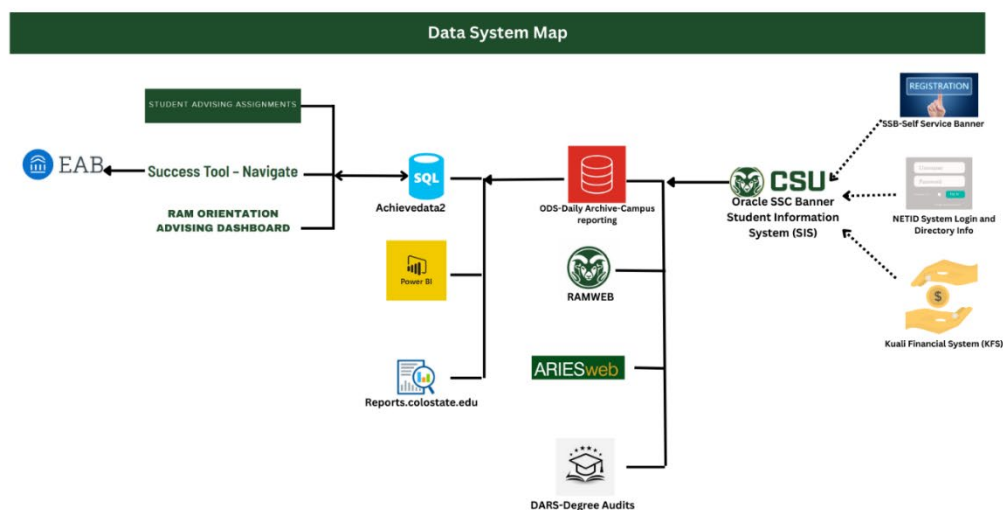 Data System Map
STUDENT ADVISING ASSIGNMENTS
EAB
Success Tool – Navigate
RAM ORIENTATION
ADVISING DASHBOARD
SQL
Achievedata2
Power BI
Reports.colostate.edu
ODS-Daily Archive-Campus
reporting
RAMWEB
ARIESweb
DARS-Degree Audits
CSU
Oracle SSC Banner
Student Information
System (SIS)
REGISTRATION
SSB-Self Service Banner
Username
Password
NETID System Login and
Directory Info
$
Kuali Financial System (KFS)